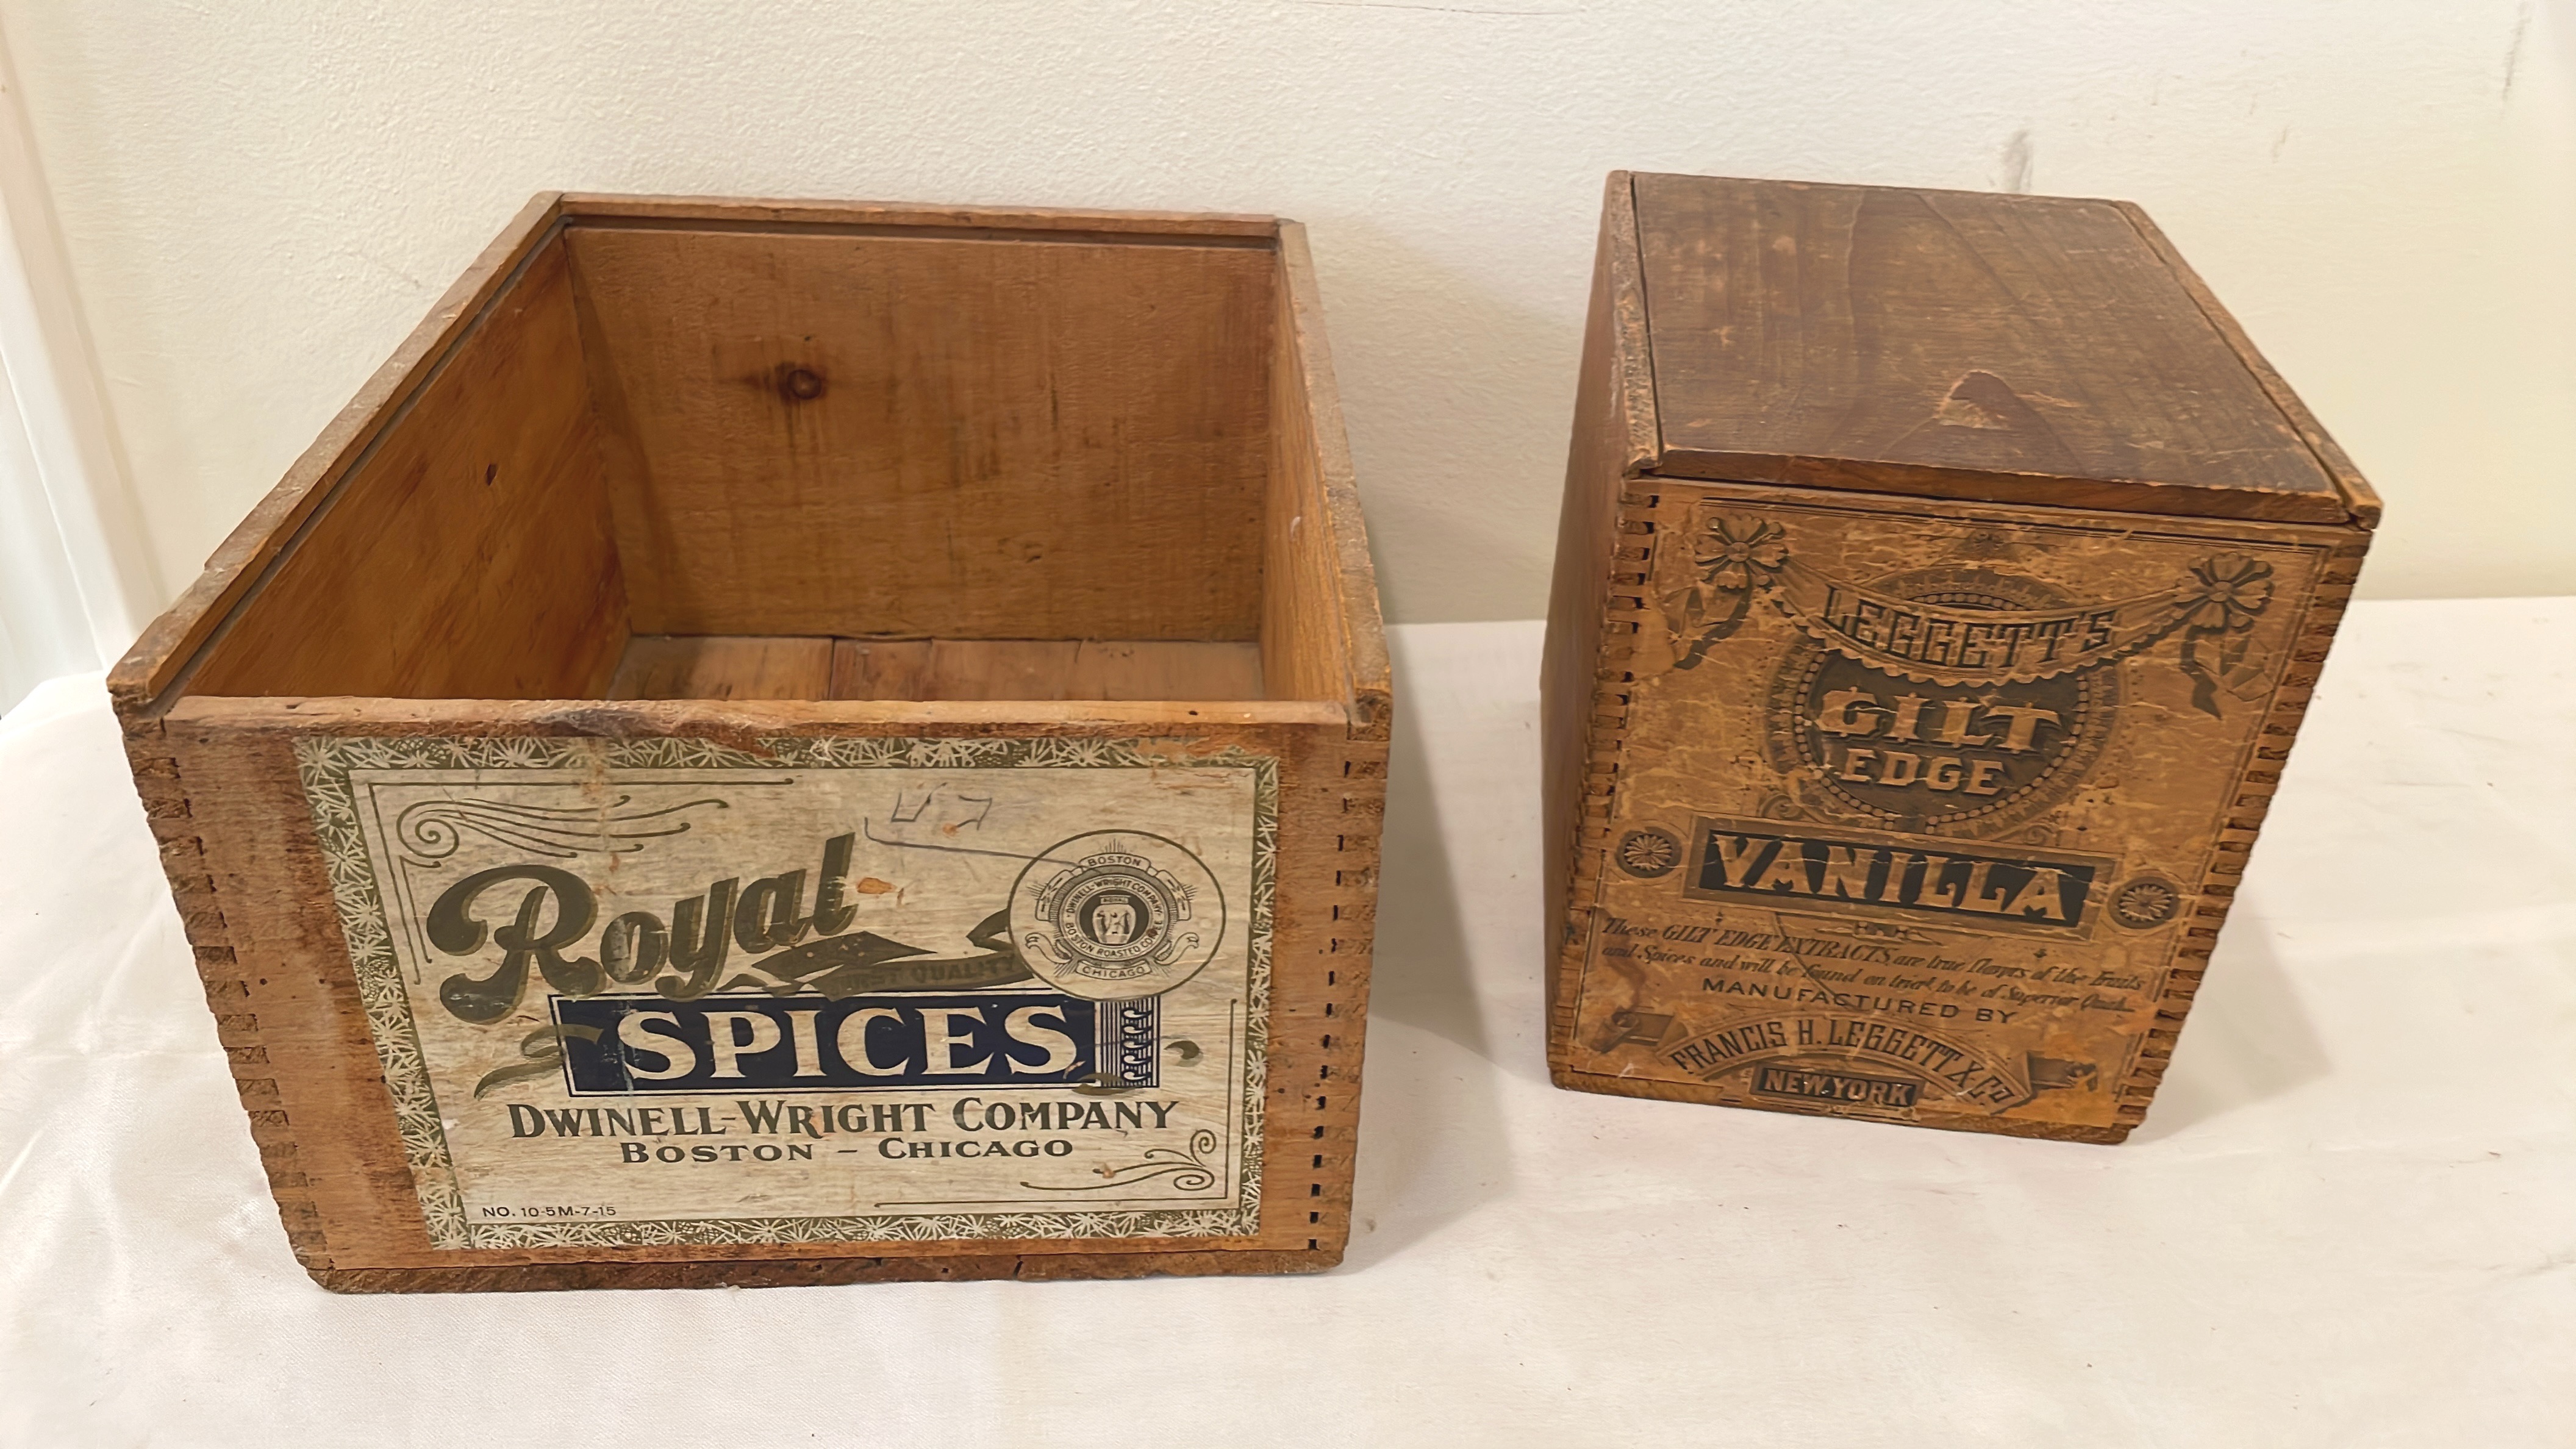 Royal
FINEST QUALITY
SPICES
DWINELL-WRIGHT COMPANY
BOSTON – CHICAGO
NO. 10-5M-7-15
BOSTON
DWINELL-WRIGHT COMPANY
ROYAL
BOSTON ROASTED COFFEE
CHICAGO
LEGGETT'S
GILT
EDGE
VANILLA
These GILT EDGE EXTRACTS are true flavors of the Fruits
and Spices and will be found on trial to be of Superior
MANUFACTURED BY
FRANCIS H. LEGGETT & CO
NEW YORK